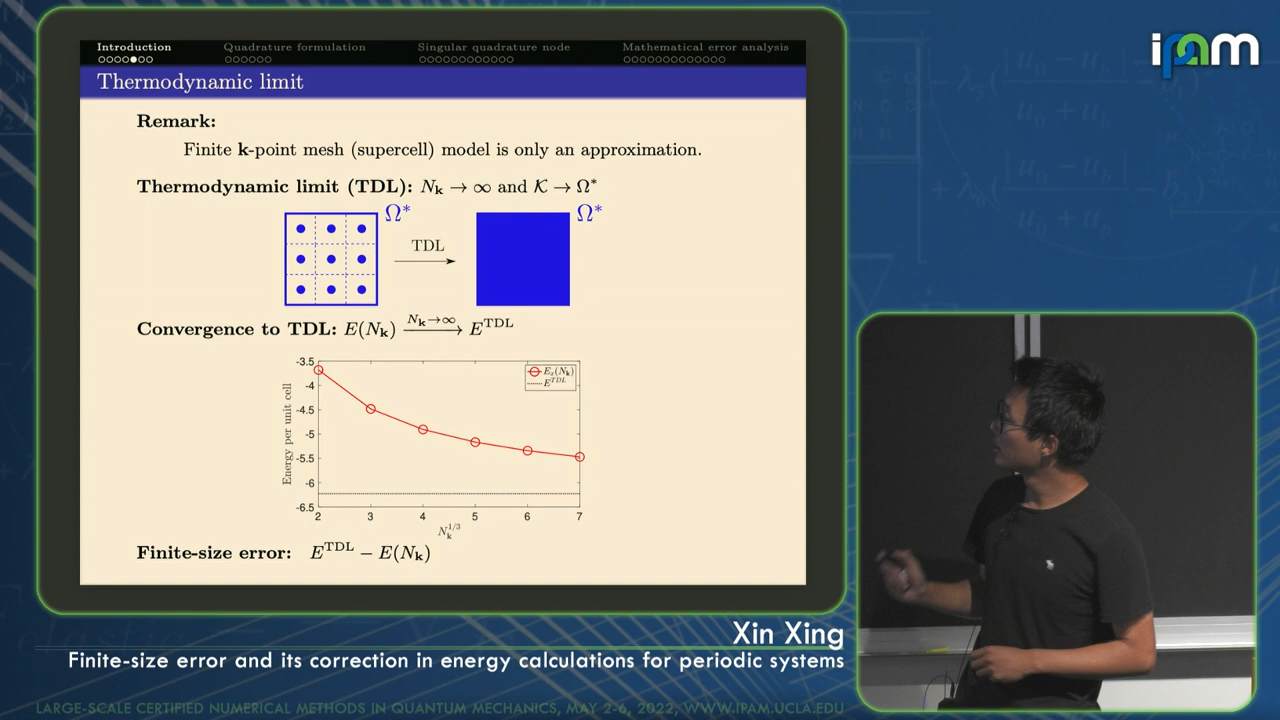 ipam
Introduction Quadrature formulation Singular quadrature node Mathematical error analysis
Thermodynamic limit
Remark:
Finite k-point mesh (supercell) model is only an approximation.
Thermodynamic limit (TDL): N_k → ∞ and 𝒦 → Ω*
Ω* Ω*
TDL
Convergence to TDL: E(N_k) —N_k→∞→ E^TDL
-3.5
-4
-4.5
-5
-5.5
-6
-6.5
Energy per unit cell
E_x(N_k)
E^TDL
2 3 4 5 6 7
N_k^1/3
Finite-size error: E^TDL − E(N_k)
Xin Xing
Finite-size error and its correction in energy calculations for periodic systems
LARGE-SCALE CERTIFIED NUMERICAL METHODS IN QUANTUM MECHANICS, MAY 2-6, 2022, WWW.IPAM.UCLA.EDU